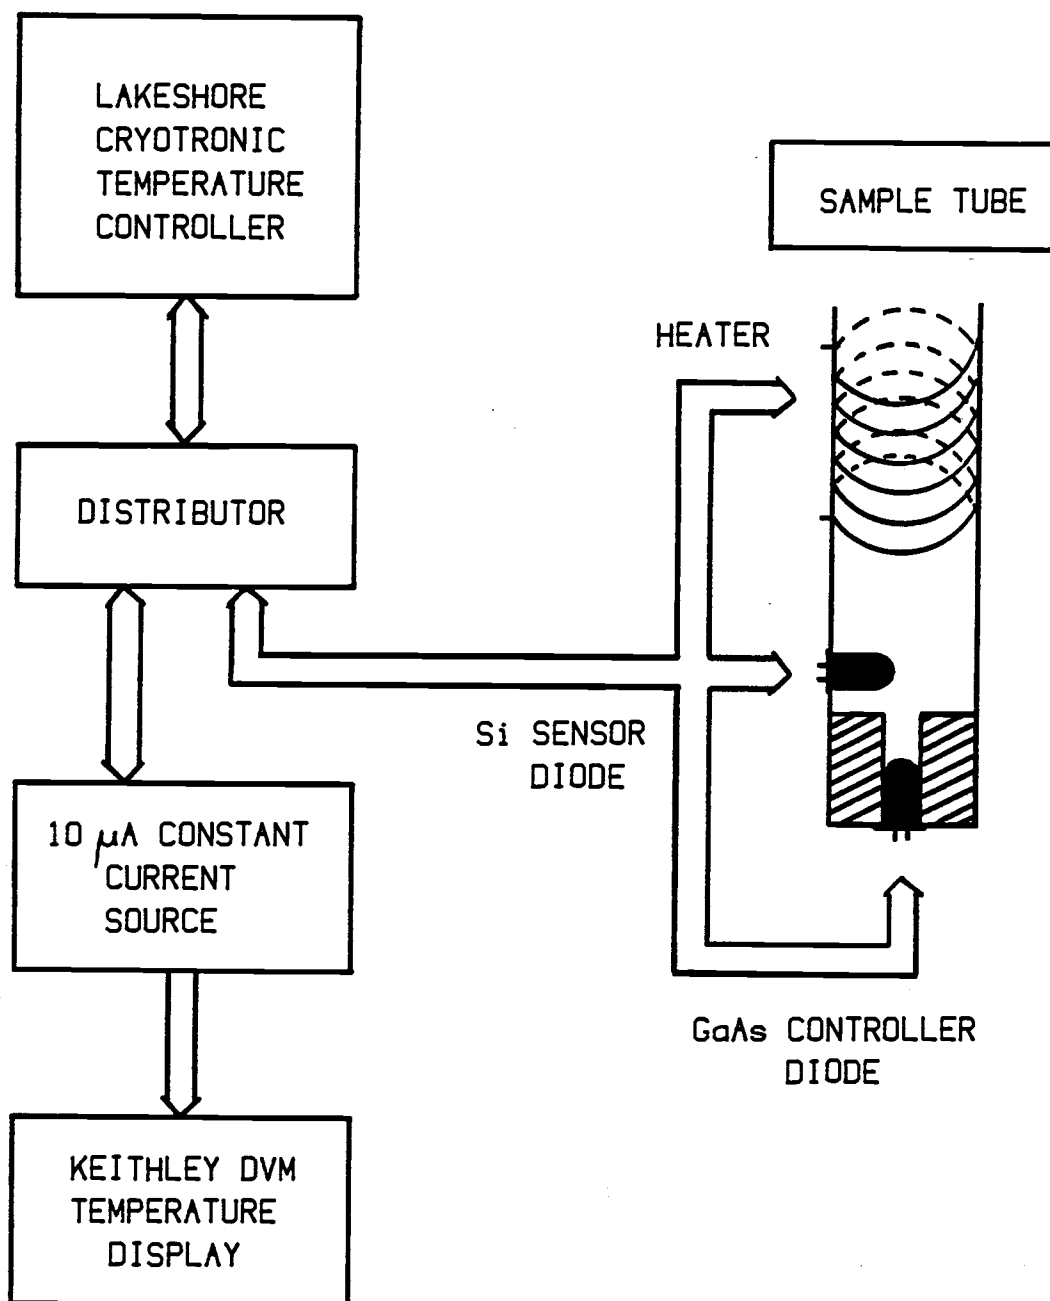 LAKESHORE
CRYOTRONIC
TEMPERATURE
CONTROLLER
SAMPLE TUBE
HEATER
DISTRIBUTOR
Si SENSOR
DIODE
10 μA CONSTANT
CURRENT
SOURCE
GaAs CONTROLLER
DIODE
KEITHLEY DVM
TEMPERATURE
DISPLAY